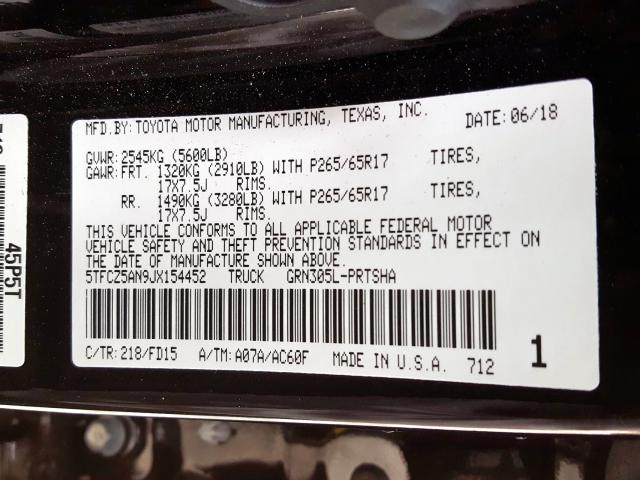 MFD.BY: TOYOTA MOTOR MANUFACTURING, TEXAS, INC. DATE: 06/18
GVWR: 2545KG (5600LB)
GAWR: FRT. 1320KG (2910LB) WITH P265/65R17 TIRES,
17X7.5J RIMS.
RR. 1490KG (3280LB) WITH P265/65R17 TIRES,
17X7.5J RIMS.
THIS VEHICLE CONFORMS TO ALL APPLICABLE FEDERAL MOTOR
VEHICLE SAFETY AND THEFT PREVENTION STANDARDS IN EFFECT ON
THE DATE OF MANUFACTURE SHOWN ABOVE.
5TFCZ5AN9JX154452 TRUCK GRN305L-PRTSHA
C/TR: 218/FD15 A/TM: A07A/AC60F MADE IN U.S.A. 712 1
45P5T